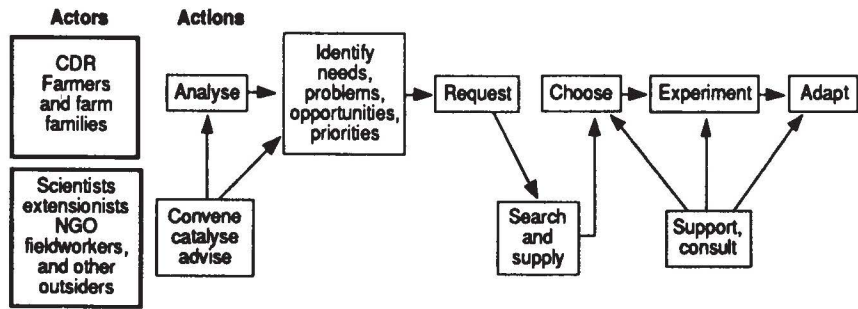 Actors
Actions
CDR
Farmers
and farm
families
Analyse
Identify
needs,
problems,
opportunities,
priorities
Request
Choose
Experiment
Adapt
Scientists
extensionists
NGO
fieldworkers,
and other
outsiders
Convene
catalyse
advise
Search
and
supply
Support,
consult